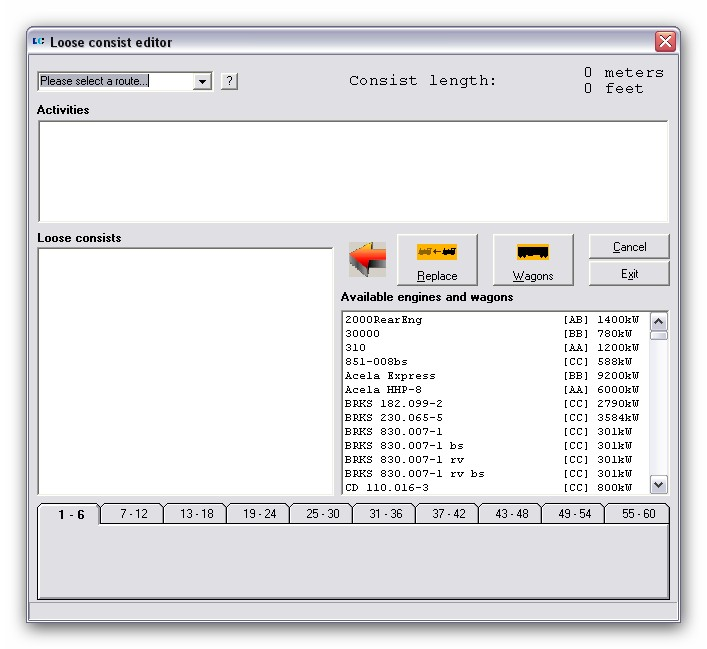 Loose consist editor
Please select a route...
?
Consist length:
0 meters
0 feet
Activities
Loose consists
Replace
Wagons
Cancel
Exit
Available engines and wagons
2000RearEng [AB] 1400kW
30000 [BB] 780kW
310 [AA] 1200kW
851-008bs [CC] 588kW
Acela Express [BB] 9200kW
Acela HHP-8 [AA] 6000kW
BRKS 182.099-2 [CC] 2790kW
BRKS 230.065-5 [CC] 3584kW
BRKS 830.007-1 [CC] 301kW
BRKS 830.007-1 bs [CC] 301kW
BRKS 830.007-1 rv [CC] 301kW
BRKS 830.007-1 rv bs [CC] 301kW
CD 110.016-3 [CC] 800kW
1 - 6 7 - 12 13 - 18 19 - 24 25 - 30 31 - 36 37 - 42 43 - 48 49 - 54 55 - 60